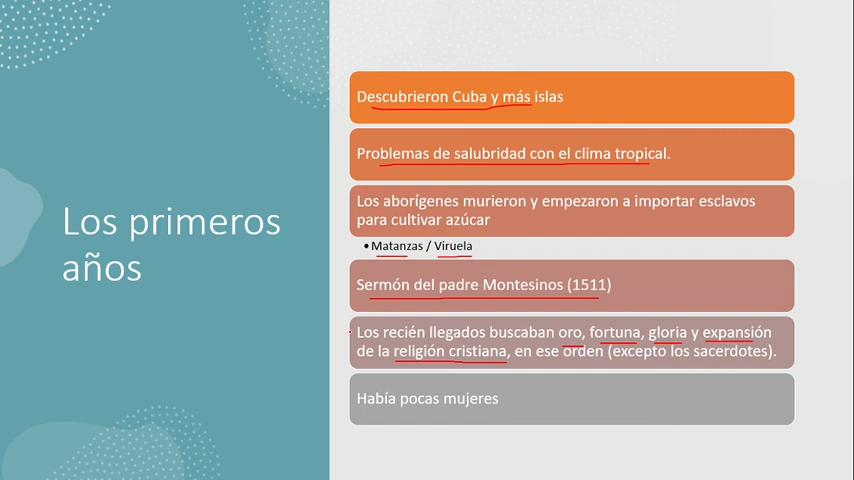 Los primeros
años
Descubrieron Cuba y más islas
Problemas de salubridad con el clima tropical.
Los aborígenes murieron y empezaron a importar esclavos
para cultivar azúcar
•Matanzas / Viruela
Sermón del padre Montesinos (1511)
Los recién llegados buscaban oro, fortuna, gloria y expansión
de la religión cristiana, en ese orden (excepto los sacerdotes).
Había pocas mujeres